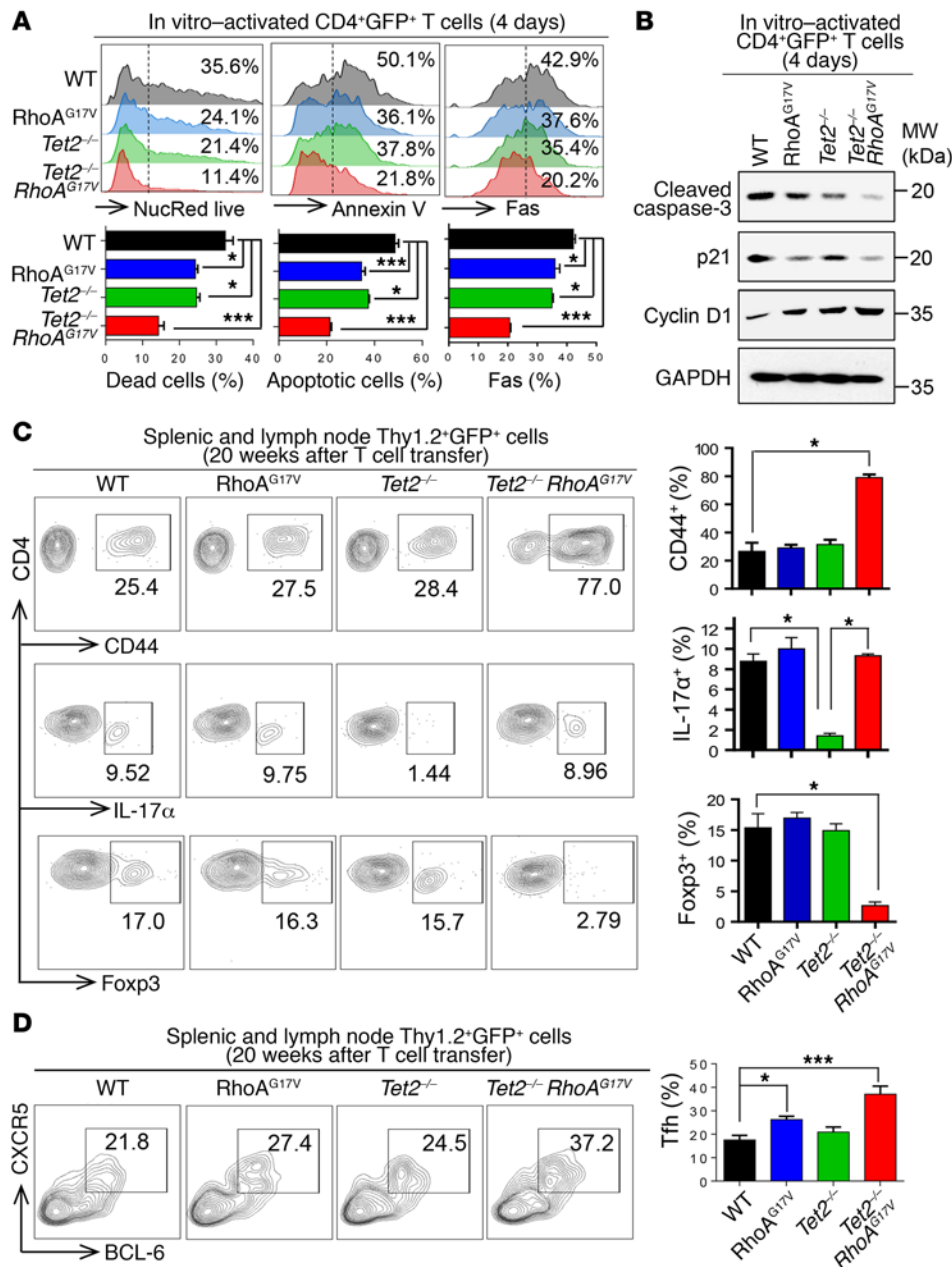 A
In vitro–activated CD4⁺GFP⁺ T cells (4 days)
WT 35.6% 50.1% 42.9%
RhoAᴳ¹⁷ⱽ 24.1% 36.1% 37.6%
Tet2⁻/⁻ 21.4% 37.8% 35.4%
Tet2⁻/⁻
RhoAᴳ¹⁷ⱽ 11.4% 21.8% 20.2%
NucRed live Annexin V Fas
WT
* *** *
RhoAᴳ¹⁷ⱽ
* * *
Tet2⁻/⁻
*** *** ***
Tet2⁻/⁻
RhoAᴳ¹⁷ⱽ
0 10 20 30 40 0 20 40 60 0 10 20 30 40 50
Dead cells (%) Apoptotic cells (%) Fas (%)
B
In vitro–activated
CD4⁺GFP⁺ T cells
(4 days)
WT RhoAᴳ¹⁷ⱽ Tet2⁻/⁻ Tet2⁻/⁻ RhoAᴳ¹⁷ⱽ
MW
(kDa)
Cleaved
caspase-3 20
p21 20
Cyclin D1 35
GAPDH
35
C
Splenic and lymph node Thy1.2⁺GFP⁺ cells
(20 weeks after T cell transfer)
WT RhoAᴳ¹⁷ⱽ Tet2⁻/⁻ Tet2⁻/⁻ RhoAᴳ¹⁷ⱽ
CD4
25.4 27.5 28.4 77.0
CD44
9.52 9.75 1.44 8.96
IL-17α
17.0 16.3 15.7 2.79
Foxp3
CD44⁺ (%)
100
80
60
40
20
0
*
IL-17α⁺ (%)
12
10
8
6
4
2
0
* *
Foxp3⁺ (%)
20
15
10
5
0
*
WT RhoAᴳ¹⁷ⱽ Tet2⁻/⁻ Tet2⁻/⁻ RhoAᴳ¹⁷ⱽ
D
Splenic and lymph node Thy1.2⁺GFP⁺ cells
(20 weeks after T cell transfer)
WT RhoAᴳ¹⁷ⱽ Tet2⁻/⁻ Tet2⁻/⁻ RhoAᴳ¹⁷ⱽ
CXCR5
21.8 27.4 24.5 37.2
BCL-6
Tfh (%)
50
40
30
20
10
0
* ***
WT RhoAᴳ¹⁷ⱽ Tet2⁻/⁻ Tet2⁻/⁻ RhoAᴳ¹⁷ⱽ